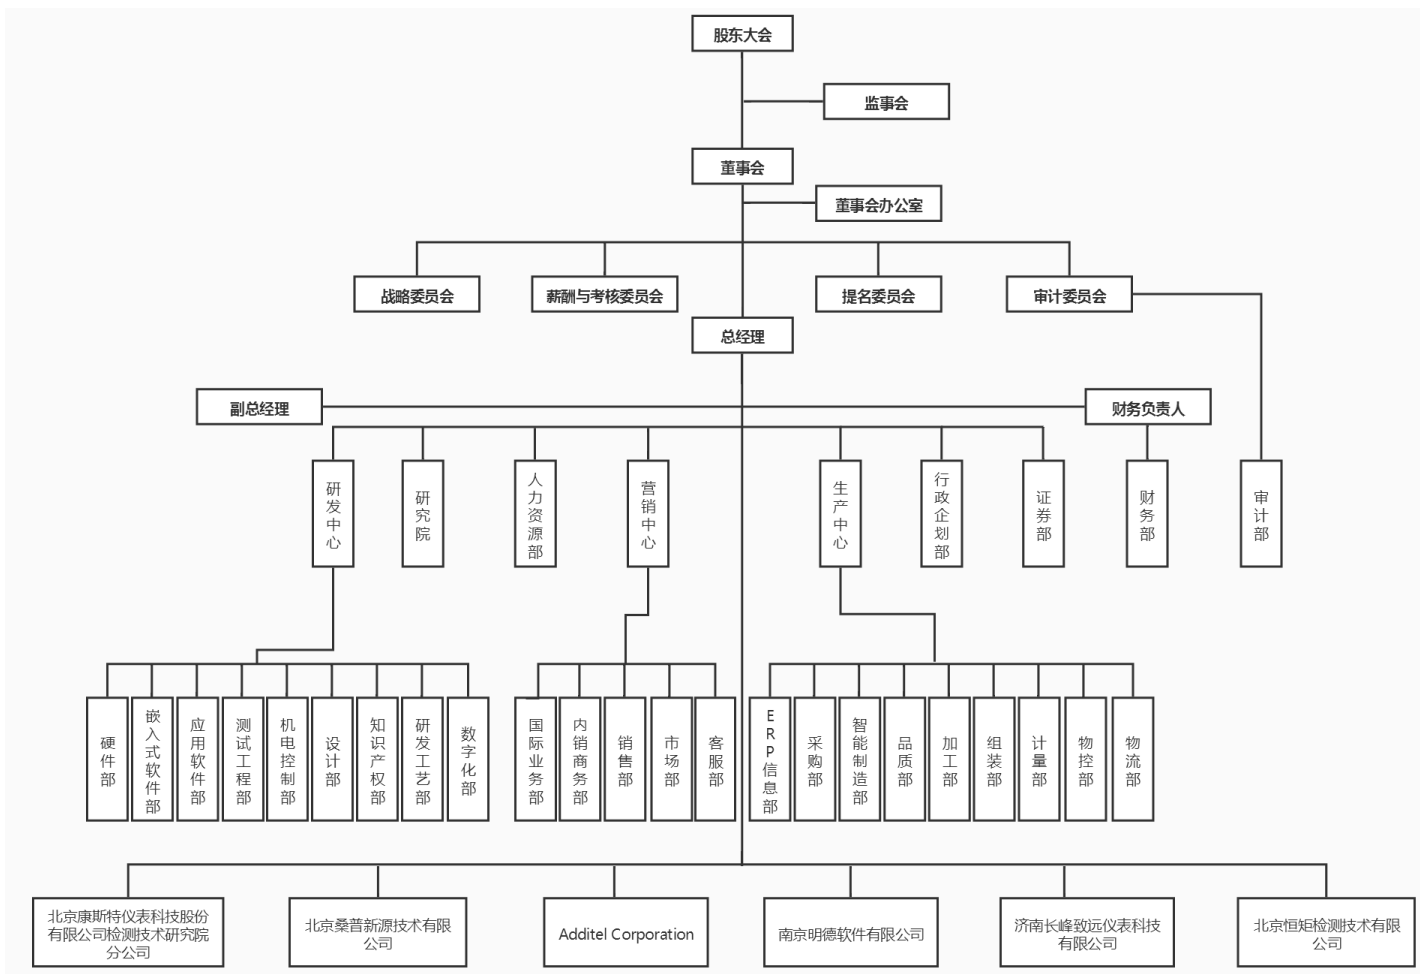 股东大会
监事会
董事会
董事会办公室
战略委员会
薪酬与考核委员会
提名委员会
审计委员会
总经理
副总经理
财务负责人
研发中心
研究院
人力资源部
营销中心
生产中心
行政企划部
证券部
财务部
审计部
硬件部
嵌入式软件部
应用软件部
测试工程部
机电控制部
设计部
知识产权部
研发工艺部
数字化部
国际业务部
内销商务部
销售部
市场部
客服部
ERP信息部
采购部
智能制造部
品质部
加工部
组装部
计量部
物控部
物流部
北京康斯特仪表科技股份
有限公司检测技术研究院
分公司
北京桑普新源技术有限
公司
Additel Corporation
南京明德软件有限公司
济南长峰致远仪表科技
有限公司
北京恒矩检测技术有限
公司